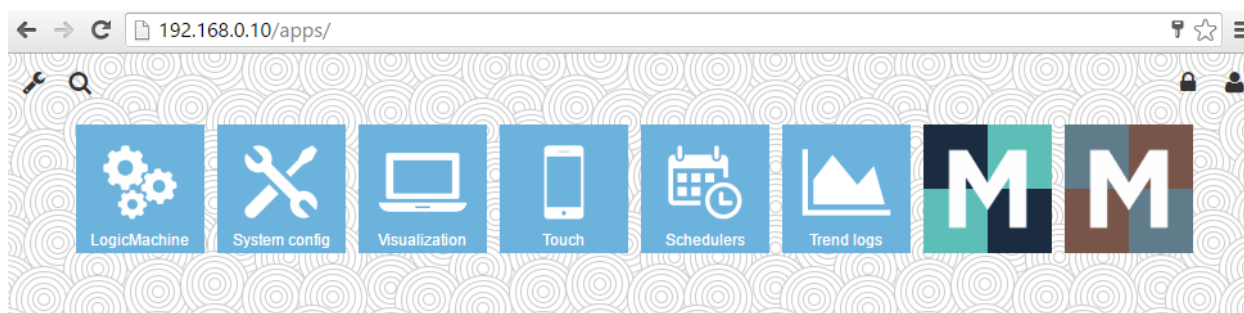 192.168.0.10/apps/
LogicMachine System config Visualization Touch Schedulers Trend logs M M